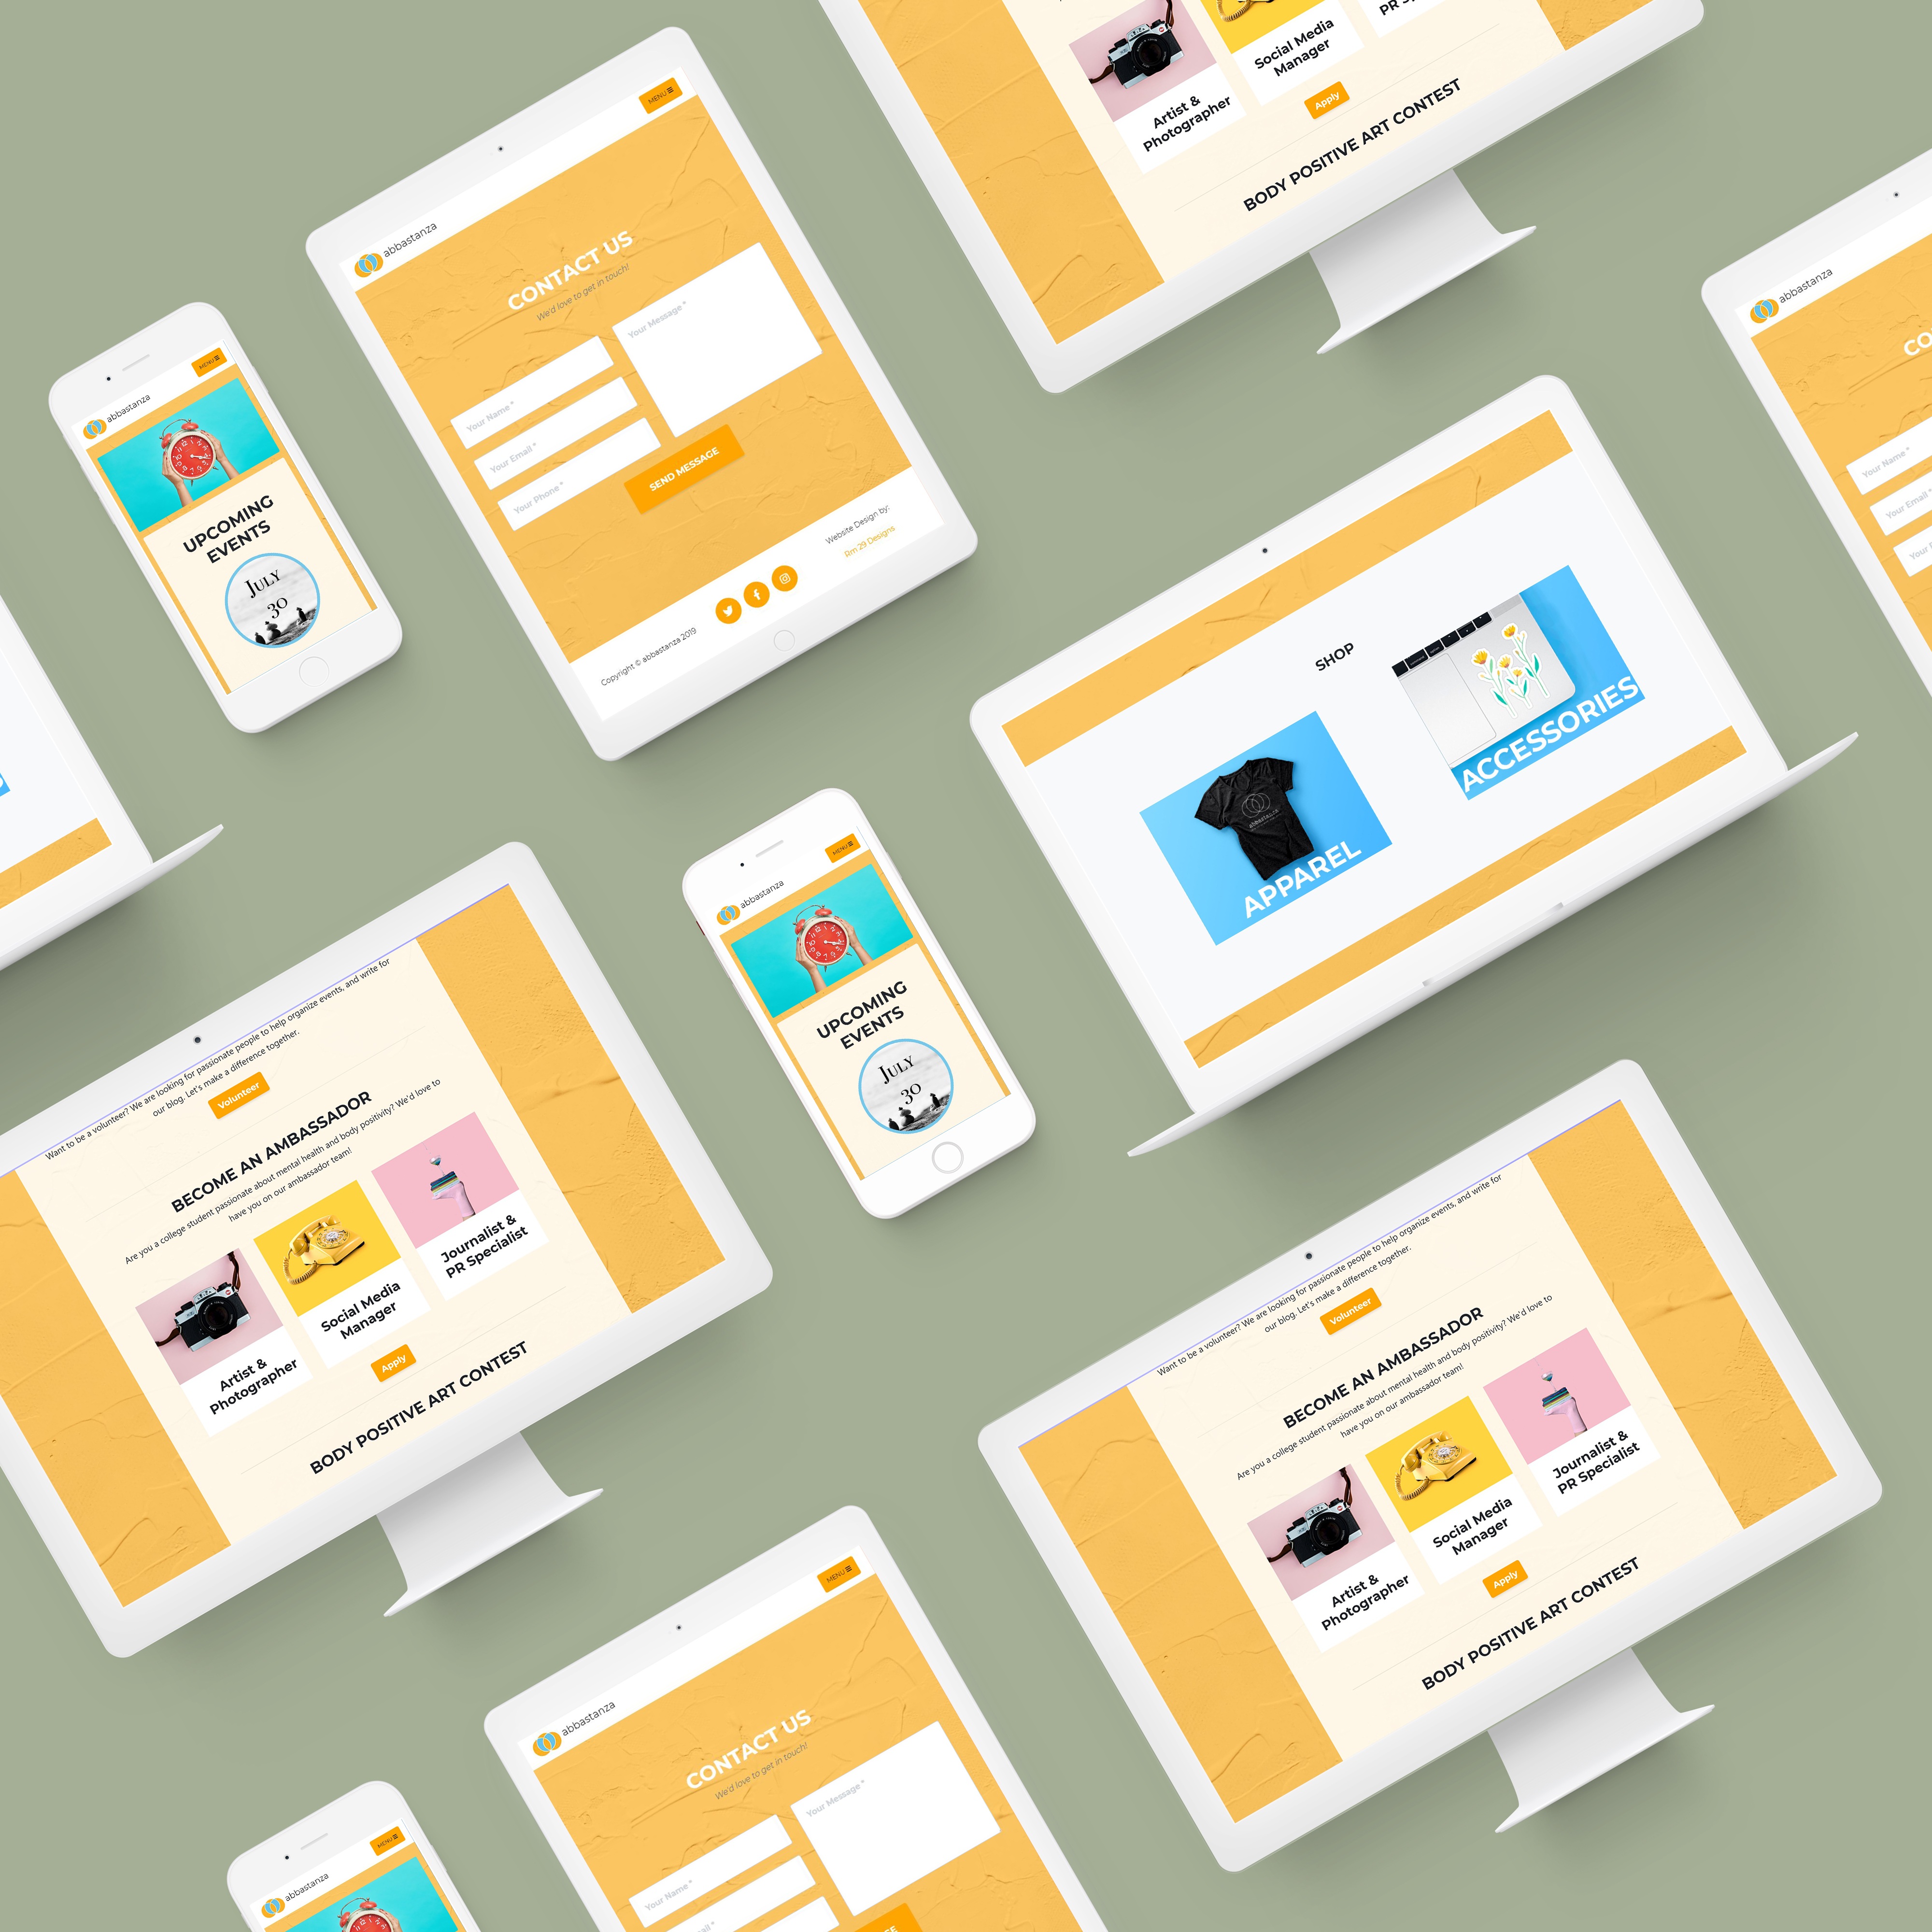 Social Media
Manager
Artist &
Photographer
Apply
BODY POSITIVE ART CONTEST
MENU
abbastanza
CONTACT US
We'd love to get in touch!
Your Name *
Your Email *
Your Phone *
Your Message *
SEND MESSAGE
Copyright © abbastanza 2019
Website Design by:
Rm 29 Designs
MENU
abbastanza
UPCOMING
EVENTS
JULY
30
abbastanza
CO
Your Name *
Your Email *
SHOP
APPAREL
ACCESSORIES
MENU
abbastanza
UPCOMING
EVENTS
JULY
30
Want to be a volunteer? We are looking for passionate people to help organize events, and write for
our blog. Let's make a difference together.
Volunteer
BECOME AN AMBASSADOR
Are you a college student passionate about mental health and body positivity? We'd love to
have you on our ambassador team!
Artist &
Photographer
Social Media
Manager
Journalist &
PR Specialist
Apply
BODY POSITIVE ART CONTEST
Want to be a volunteer? We are looking for passionate people to help organize events, and write for
our blog. Let's make a difference together.
Volunteer
BECOME AN AMBASSADOR
Are you a college student passionate about mental health and body positivity? We'd love to
have you on our ambassador team!
Artist &
Photographer
Social Media
Manager
Journalist &
PR Specialist
Apply
BODY POSITIVE ART CONTEST
MENU
abbastanza
CONTACT US
We'd love to get in touch!
Your Name *
Your Message *
MENU
abbastanza